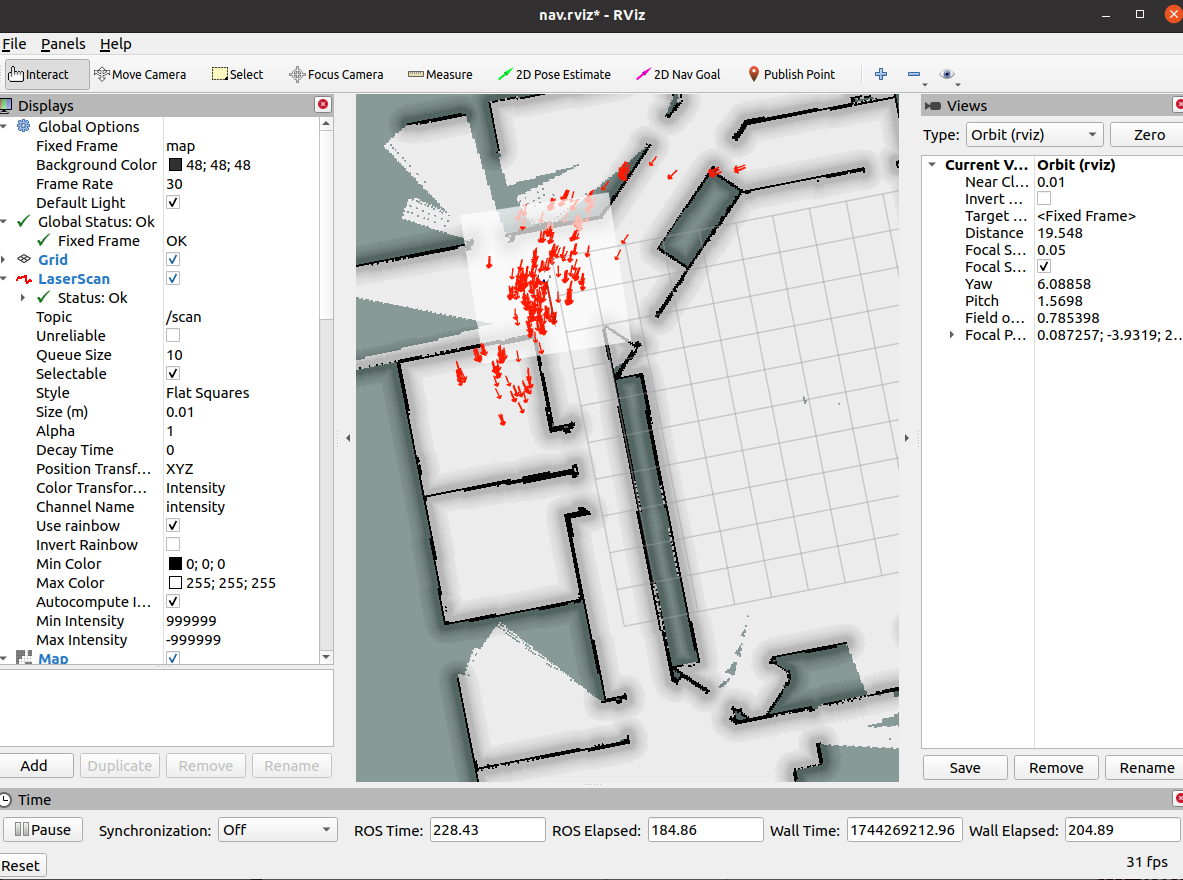 nav.rviz* - RViz
File Panels Help
Interact Move Camera Select Focus Camera Measure 2D Pose Estimate 2D Nav Goal Publish Point
Displays
Global Options
Fixed Frame map
Background Color 48; 48; 48
Frame Rate 30
Default Light
Global Status: Ok
Fixed Frame OK
Grid
LaserScan
Status: Ok
Topic /scan
Unreliable
Queue Size 10
Selectable
Style Flat Squares
Size (m) 0.01
Alpha 1
Decay Time 0
Position Transf... XYZ
Color Transfor... Intensity
Channel Name intensity
Use rainbow
Invert Rainbow
Min Color 0; 0; 0
Max Color 255; 255; 255
Autocompute I...
Min Intensity 999999
Max Intensity -999999
Map
Add Duplicate Remove Rename
Views
Type: Orbit (rviz) Zero
Current V... Orbit (rviz)
Near Cl... 0.01
Invert ...
Target ... <Fixed Frame>
Distance 19.548
Focal S... 0.05
Focal S...
Yaw 6.08858
Pitch 1.5698
Field o... 0.785398
Focal P... 0.087257; -3.9319; 2...
Save Remove Rename
Time
Pause Synchronization: Off ROS Time: 228.43 ROS Elapsed: 184.86 Wall Time: 1744269212.96 Wall Elapsed: 204.89
Reset 31 fps